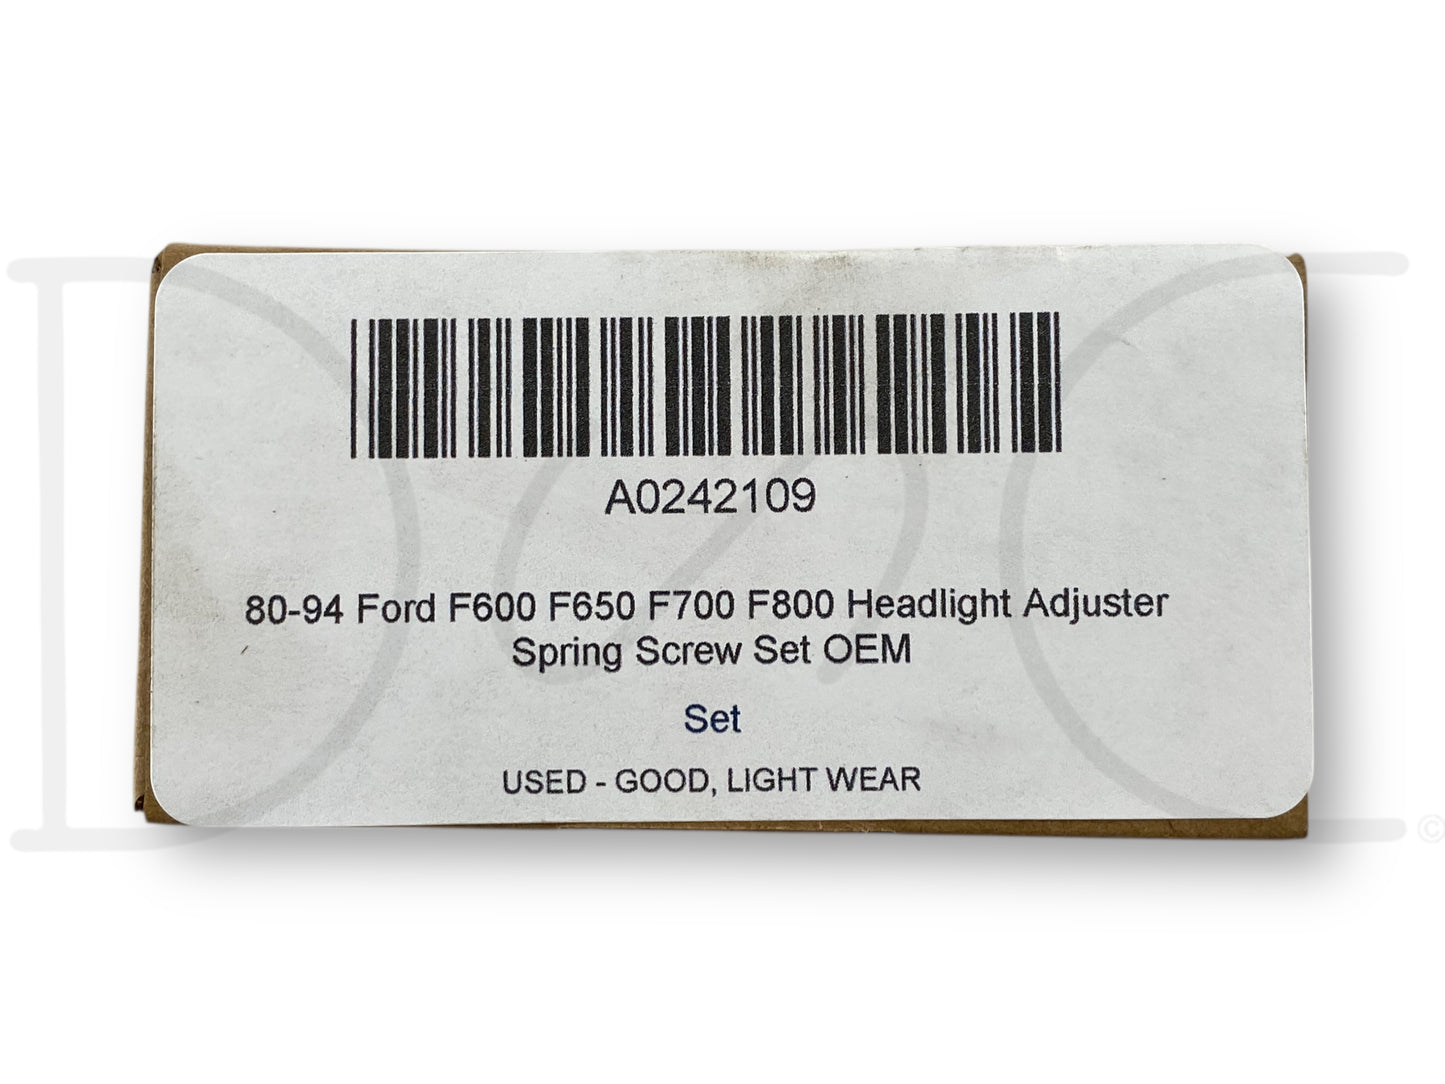 A0242109
80-94 Ford F600 F650 F700 F800 Headlight Adjuster
Spring Screw Set OEM
Set
USED - GOOD, LIGHT WEAR
©